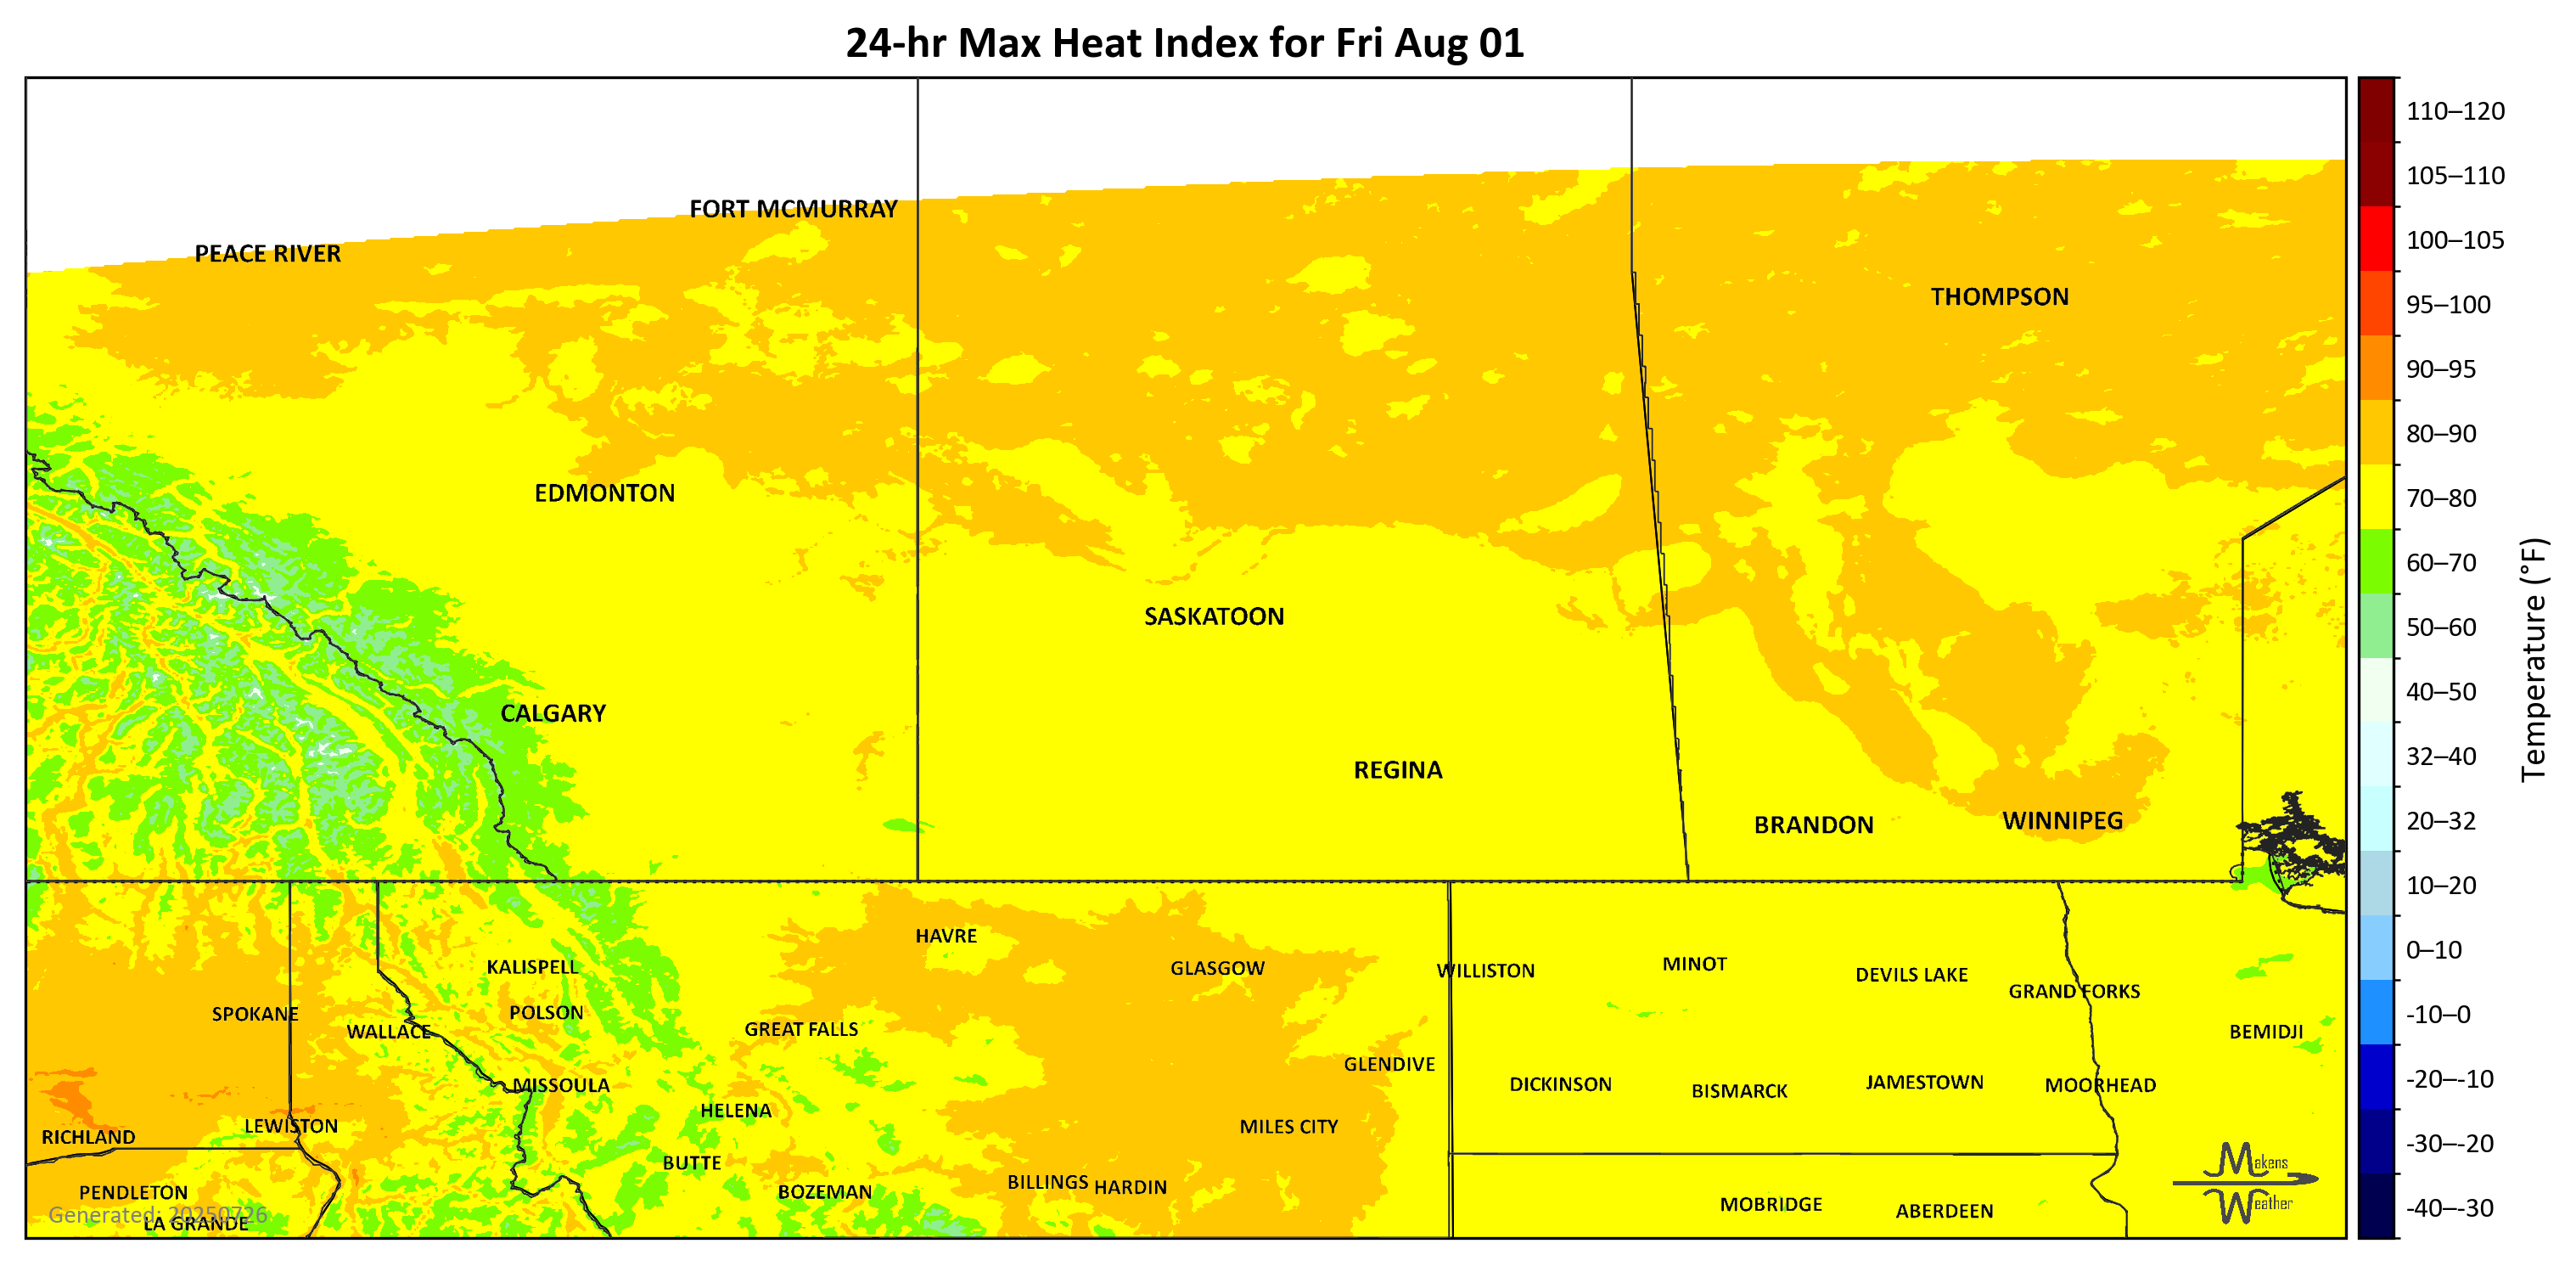 24-hr Max Heat Index for Fri Aug 01
FORT MCMURRAY
PEACE RIVER
THOMPSON
EDMONTON
SASKATOON
CALGARY
REGINA
BRANDON
WINNIPEG
HAVRE
KALISPELL
GLASGOW
WILLISTON
MINOT
DEVILS LAKE
GRAND FORKS
SPOKANE
POLSON
WALLACE
GREAT FALLS
BEMIDJI
GLENDIVE
MISSOULA
DICKINSON
BISMARCK
JAMESTOWN
MOORHEAD
HELENA
LEWISTON
MILES CITY
RICHLAND
BUTTE
PENDLETON
BOZEMAN
BILLINGS
HARDIN
MOBRIDGE
ABERDEEN
Generated: 20250726
LA GRANDE
Makens
Weather
110–120
105–110
100–105
95–100
90–95
80–90
70–80
60–70
50–60
40–50
32–40
20–32
10–20
0–10
-10–0
-20–-10
-30–-20
-40–-30
Temperature (°F)